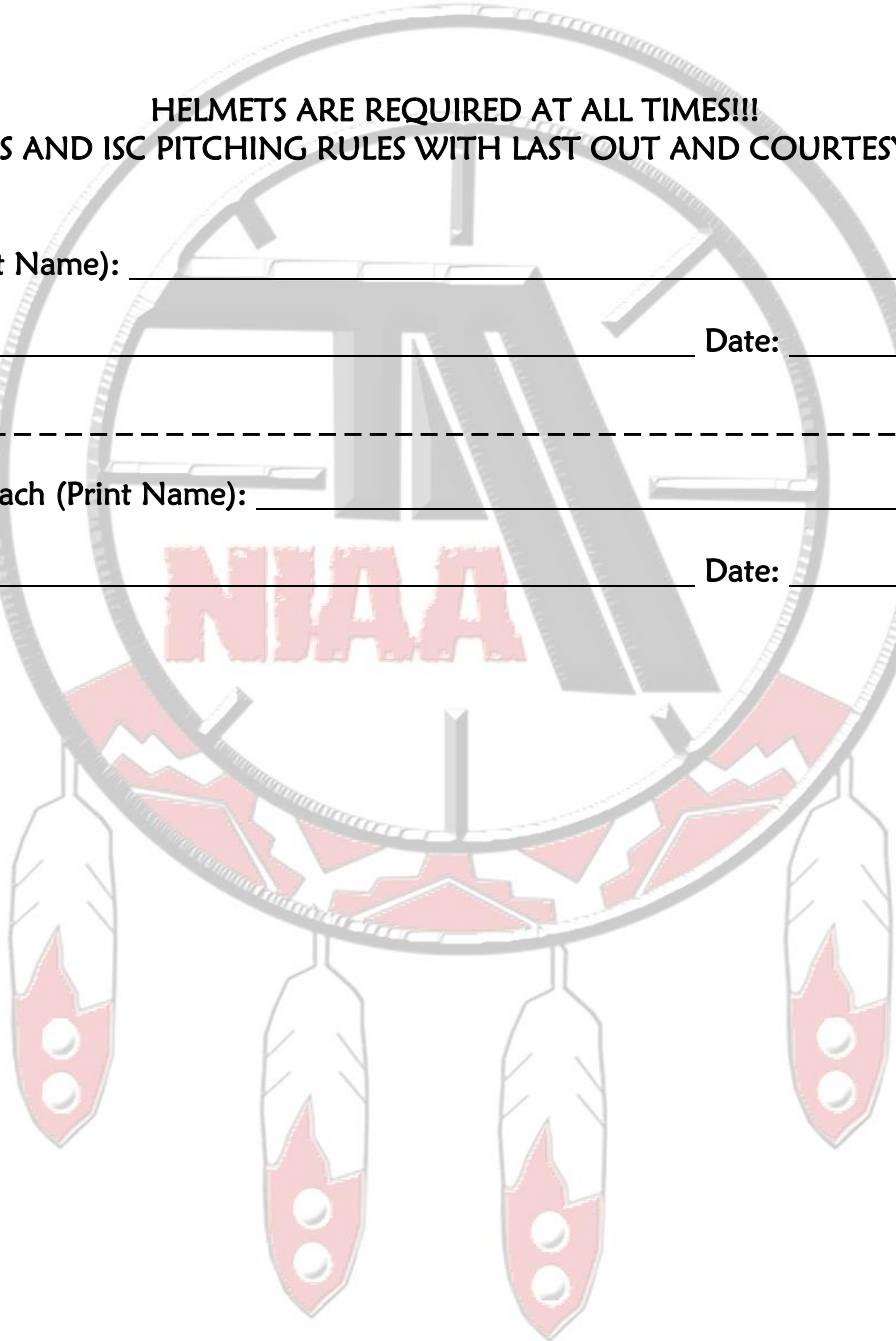 HELMETS ARE REQUIRED AT ALL TIMES!!!
S AND ISC PITCHING RULES WITH LAST OUT AND COURTESY
t Name):
Date:
ach (Print Name):
NIAA
Date: